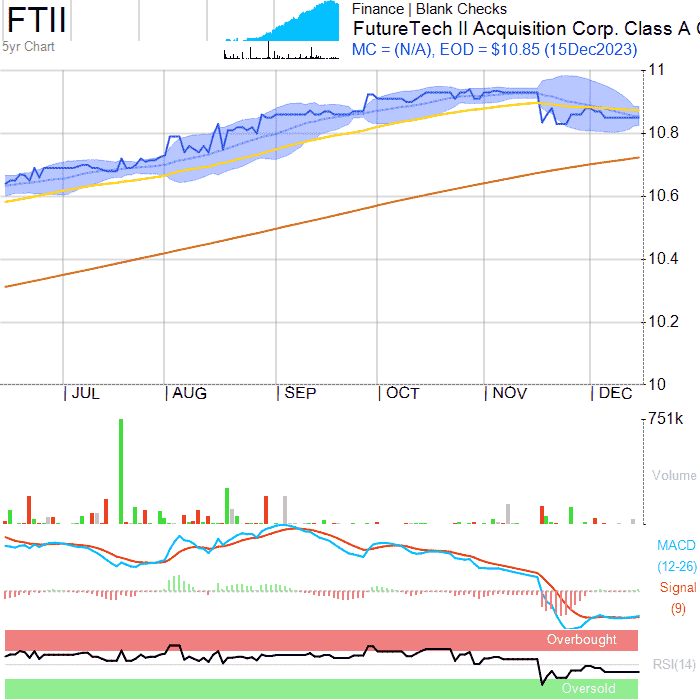 FTII
5yr Chart
Finance | Blank Checks
FutureTech II Acquisition Corp. Class A
MC = (N/A), EOD = $10.85 (15Dec2023)
11
10.8
10.6
10.4
10.2
10
JUL AUG SEP OCT NOV DEC
751k
Volume
MACD
(12-26)
Signal
(9)
Overbought
RSI(14)
Oversold